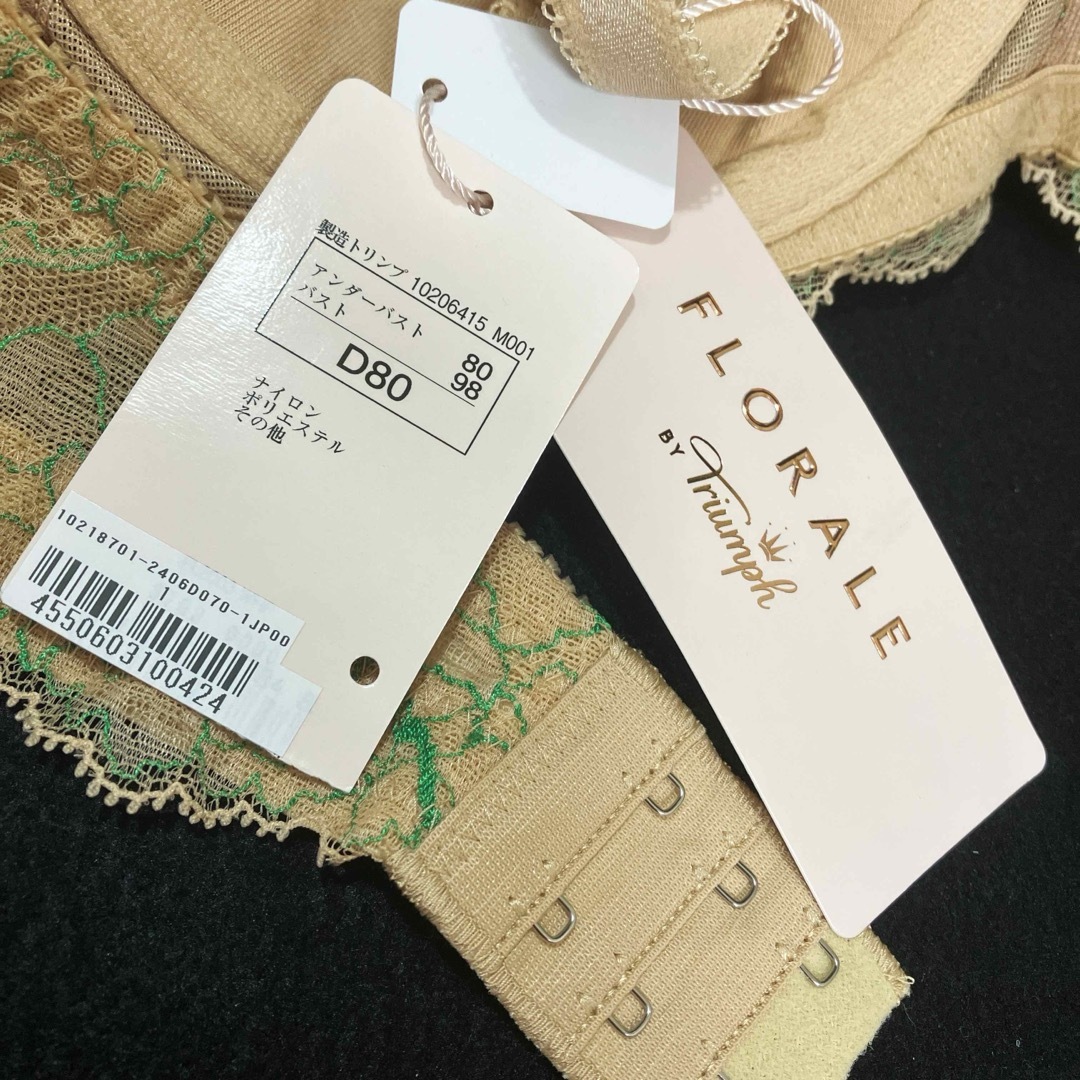 製造トリンプ 10206415 M001
アンダーバスト 80
バスト 98
D80
ナイロン
ポリエステル
その他
10218701-2406D070-1JP00
1
4550603100424
FLORALE
BY Triumph